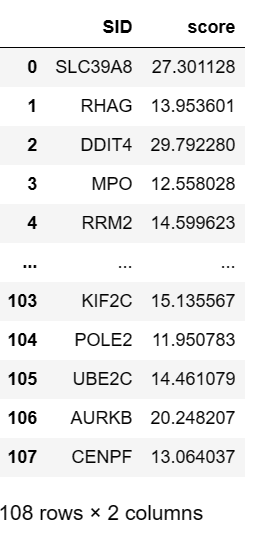 SID score
0 SLC39A8 27.301128
1 RHAG 13.953601
2 DDIT4 29.792280
3 MPO 12.558028
4 RRM2 14.599623
... ... ...
103 KIF2C 15.135567
104 POLE2 11.950783
105 UBE2C 14.461079
106 AURKB 20.248207
107 CENPF 13.064037
108 rows × 2 columns